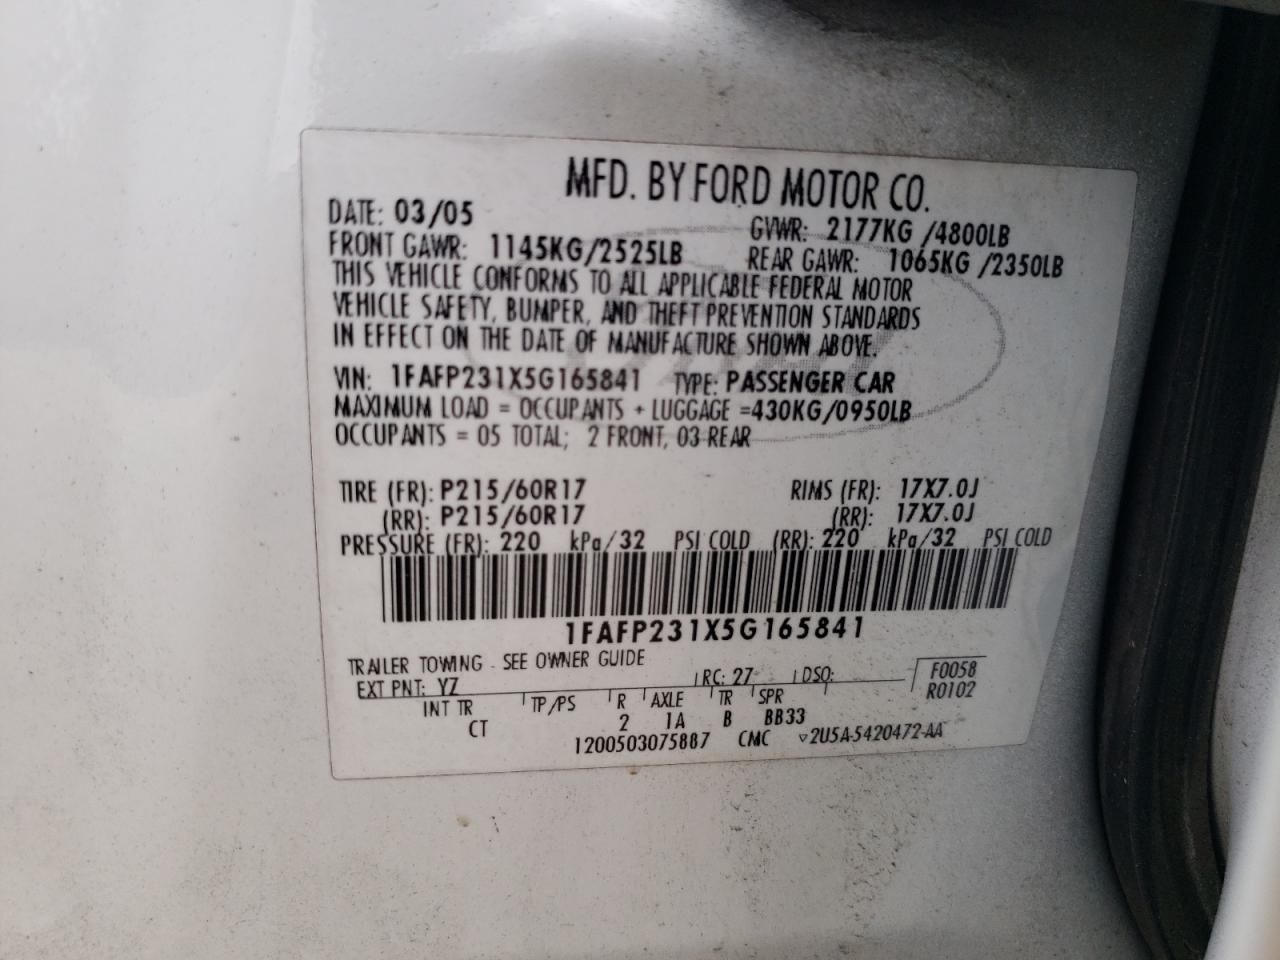 MFD. BY FORD MOTOR CO.
DATE: 03/05 GVWR: 2177KG /4800LB
FRONT GAWR: 1145KG/2525LB REAR GAWR: 1065KG /2350LB
THIS VEHICLE CONFORMS TO ALL APPLICABLE FEDERAL MOTOR
VEHICLE SAFETY, BUMPER, AND THEFT PREVENTION STANDARDS
IN EFFECT ON THE DATE OF MANUFACTURE SHOWN ABOVE.
VIN: 1FAFP231X5G165841 TYPE: PASSENGER CAR
MAXIMUM LOAD = OCCUPANTS + LUGGAGE =430KG/0950LB
OCCUPANTS = 05 TOTAL; 2 FRONT, 03 REAR
TIRE (FR): P215/60R17 RIMS (FR): 17X7.0J
(RR): P215/60R17 (RR): 17X7.0J
PRESSURE (FR): 220 kPa/32 PSI COLD (RR): 220 kPa/32 PSI COLD
1FAFP231X5G165841
TRAILER TOWING - SEE OWNER GUIDE
EXT PNT: YZ RC: 27 DSO: F0058
R0102
INT TR TP/PS R AXLE TR SPR
CT 2 1A B BB33
1200503075887 CMC ▽2U5A-5420472-AA